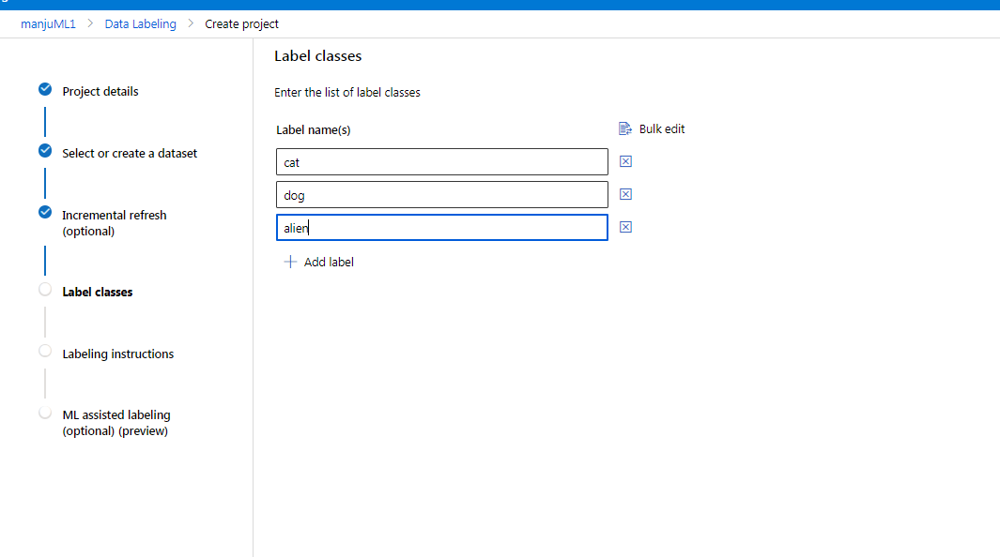 manjuML1 > Data Labeling > Create project
Label classes
Project details
Enter the list of label classes
Label name(s)
Bulk edit
Select or create a dataset
cat
dog
Incremental refresh
(optional)
alien
Add label
Label classes
Labeling instructions
ML assisted labeling
(optional) (preview)